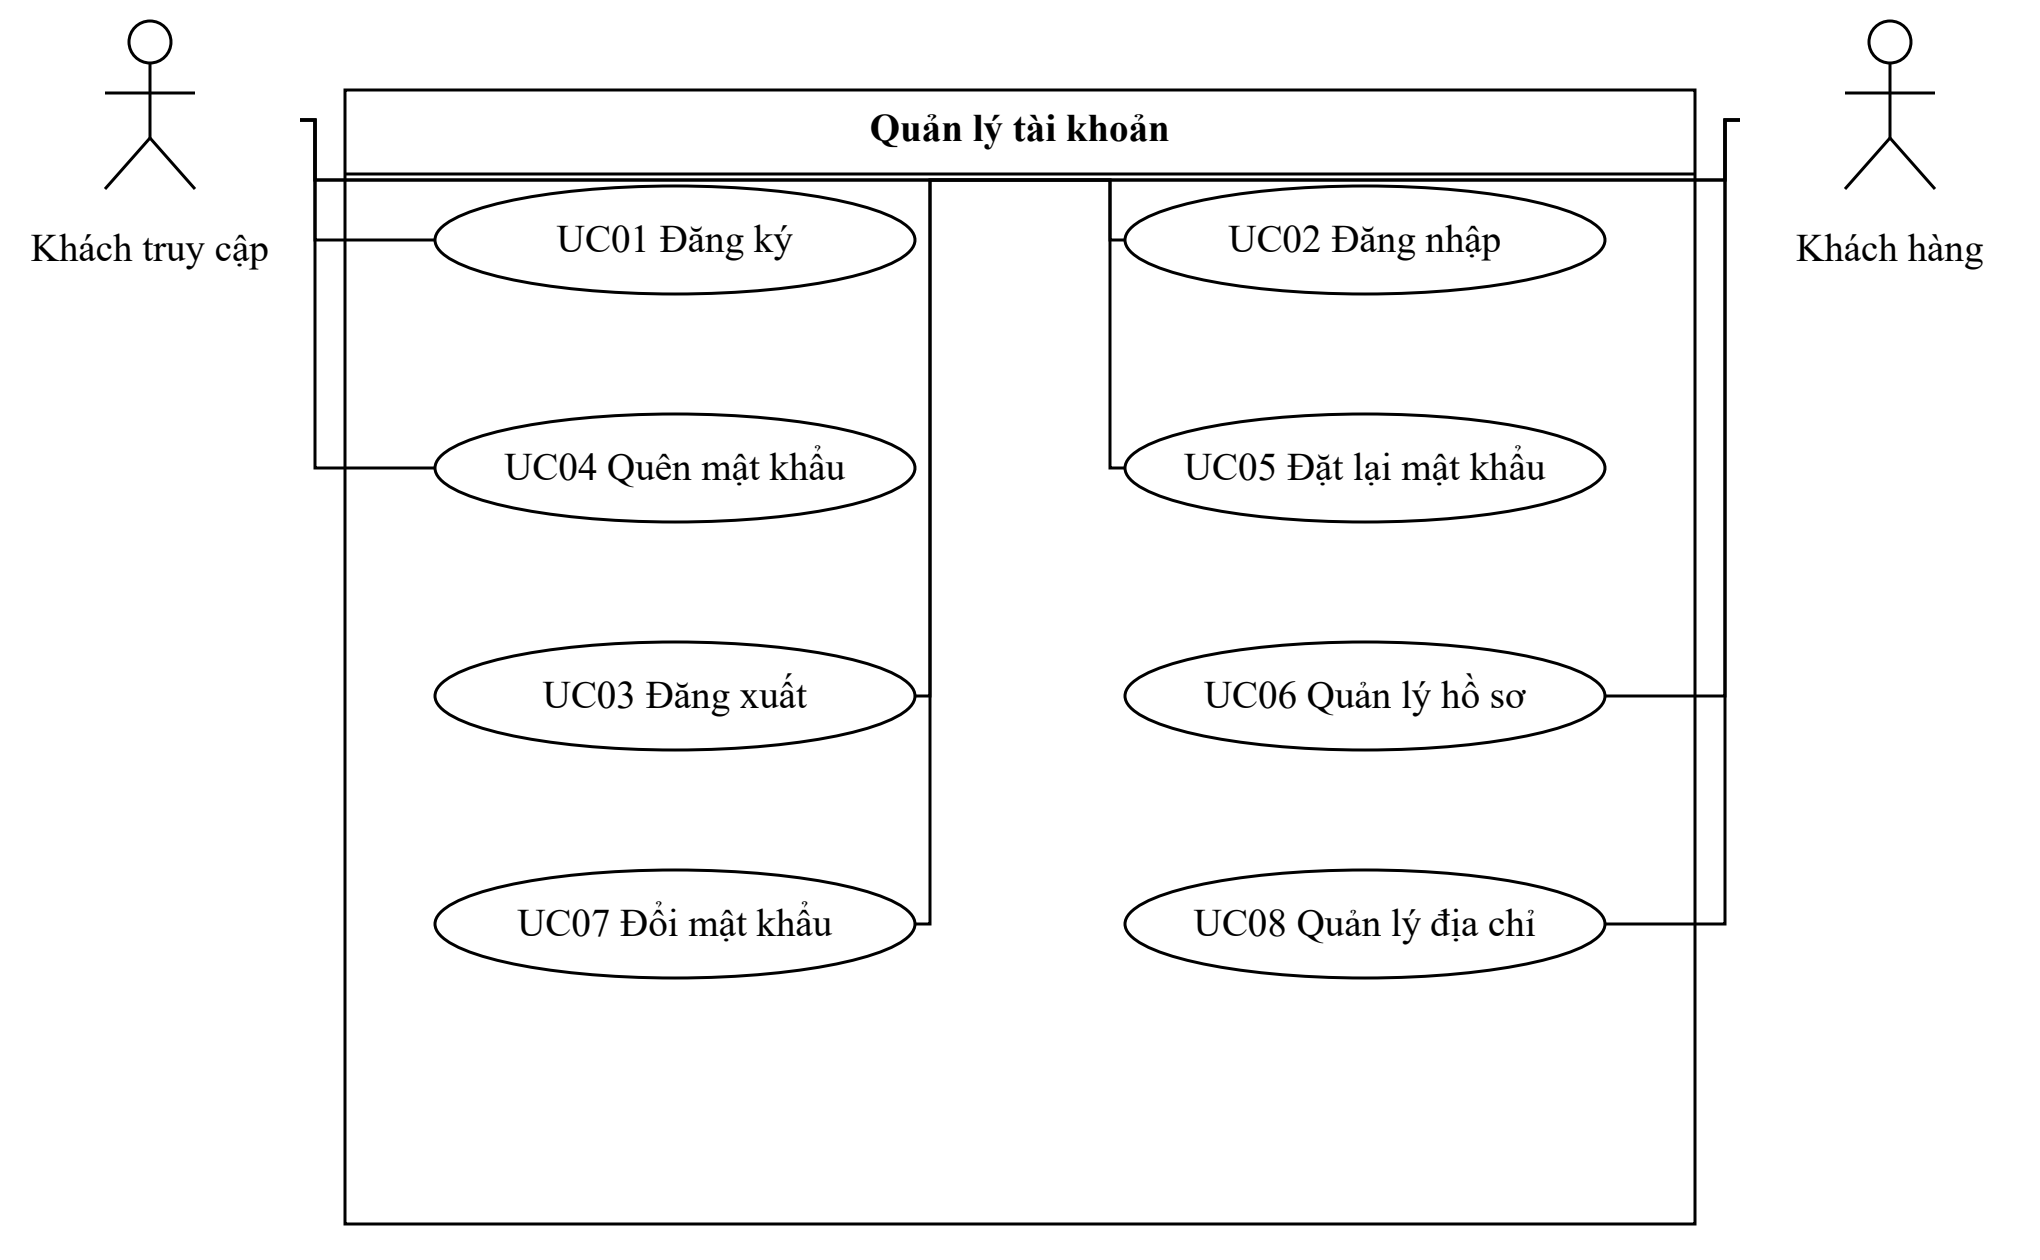 Quản lý tài khoản
Khách truy cập
UC01 Đăng ký
UC02 Đăng nhập
Khách hàng
UC04 Quên mật khẩu
UC05 Đặt lại mật khẩu
UC03 Đăng xuất
UC06 Quản lý hồ sơ
UC07 Đổi mật khẩu
UC08 Quản lý địa chỉ